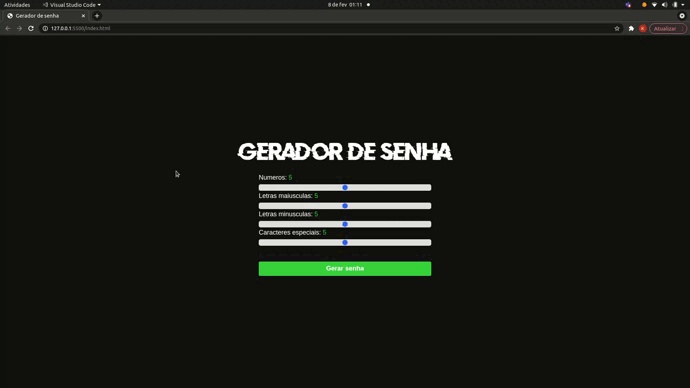 Atividades Visual Studio Code 8 de fev 01:11
Gerador de senha
127.0.0.1:5500/index.html Atualizar
GERADOR DE SENHA
Numeros: 5
Letras maiusculas: 5
Letras minusculas: 5
Caracteres especiais: 5
Gerar senha